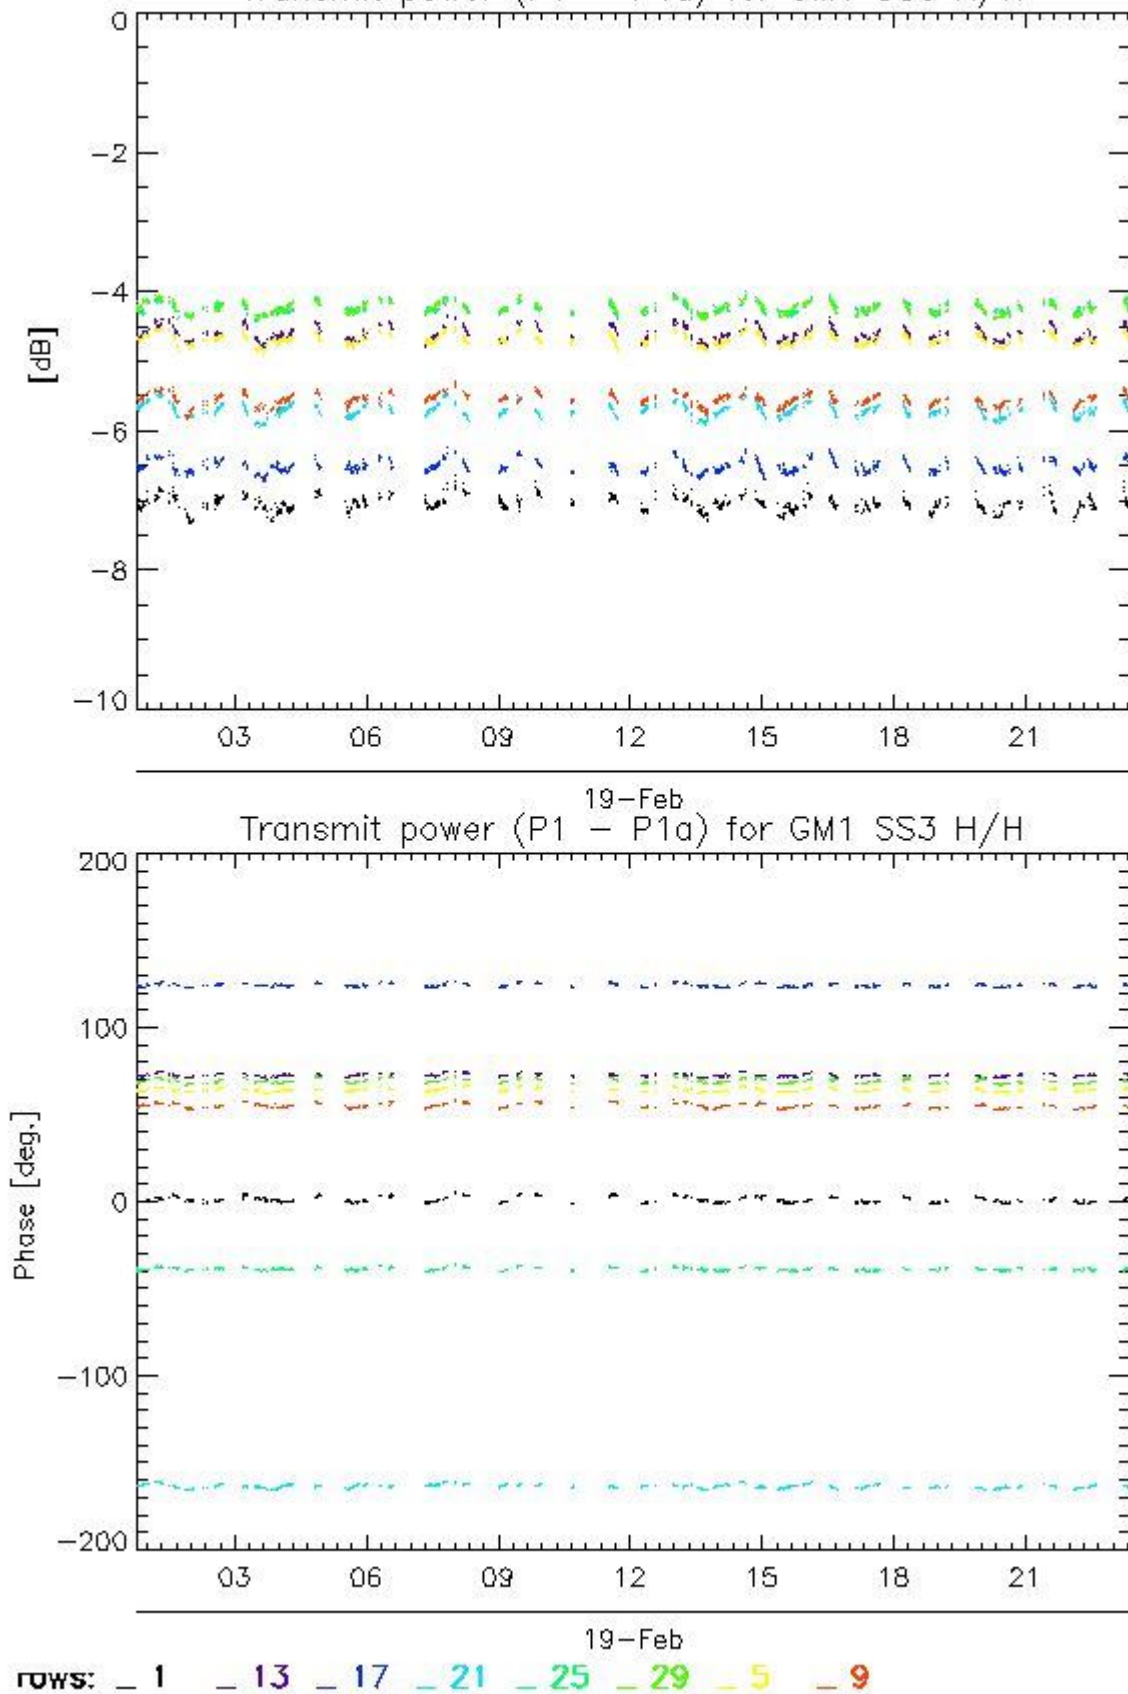 0
−2
−4
[dB]
−6
−8
−10
03 06 09 12 15 18 21
19−Feb
Transmit power (P1 − P1a) for GM1 SS3 H/H
200
100
Phase [deg.]
0
−100
−200
03 06 09 12 15 18 21
19−Feb
rows: _ 1 _ 13 _ 17 _ 21 _ 25 _ 29 _ 5 _ 9